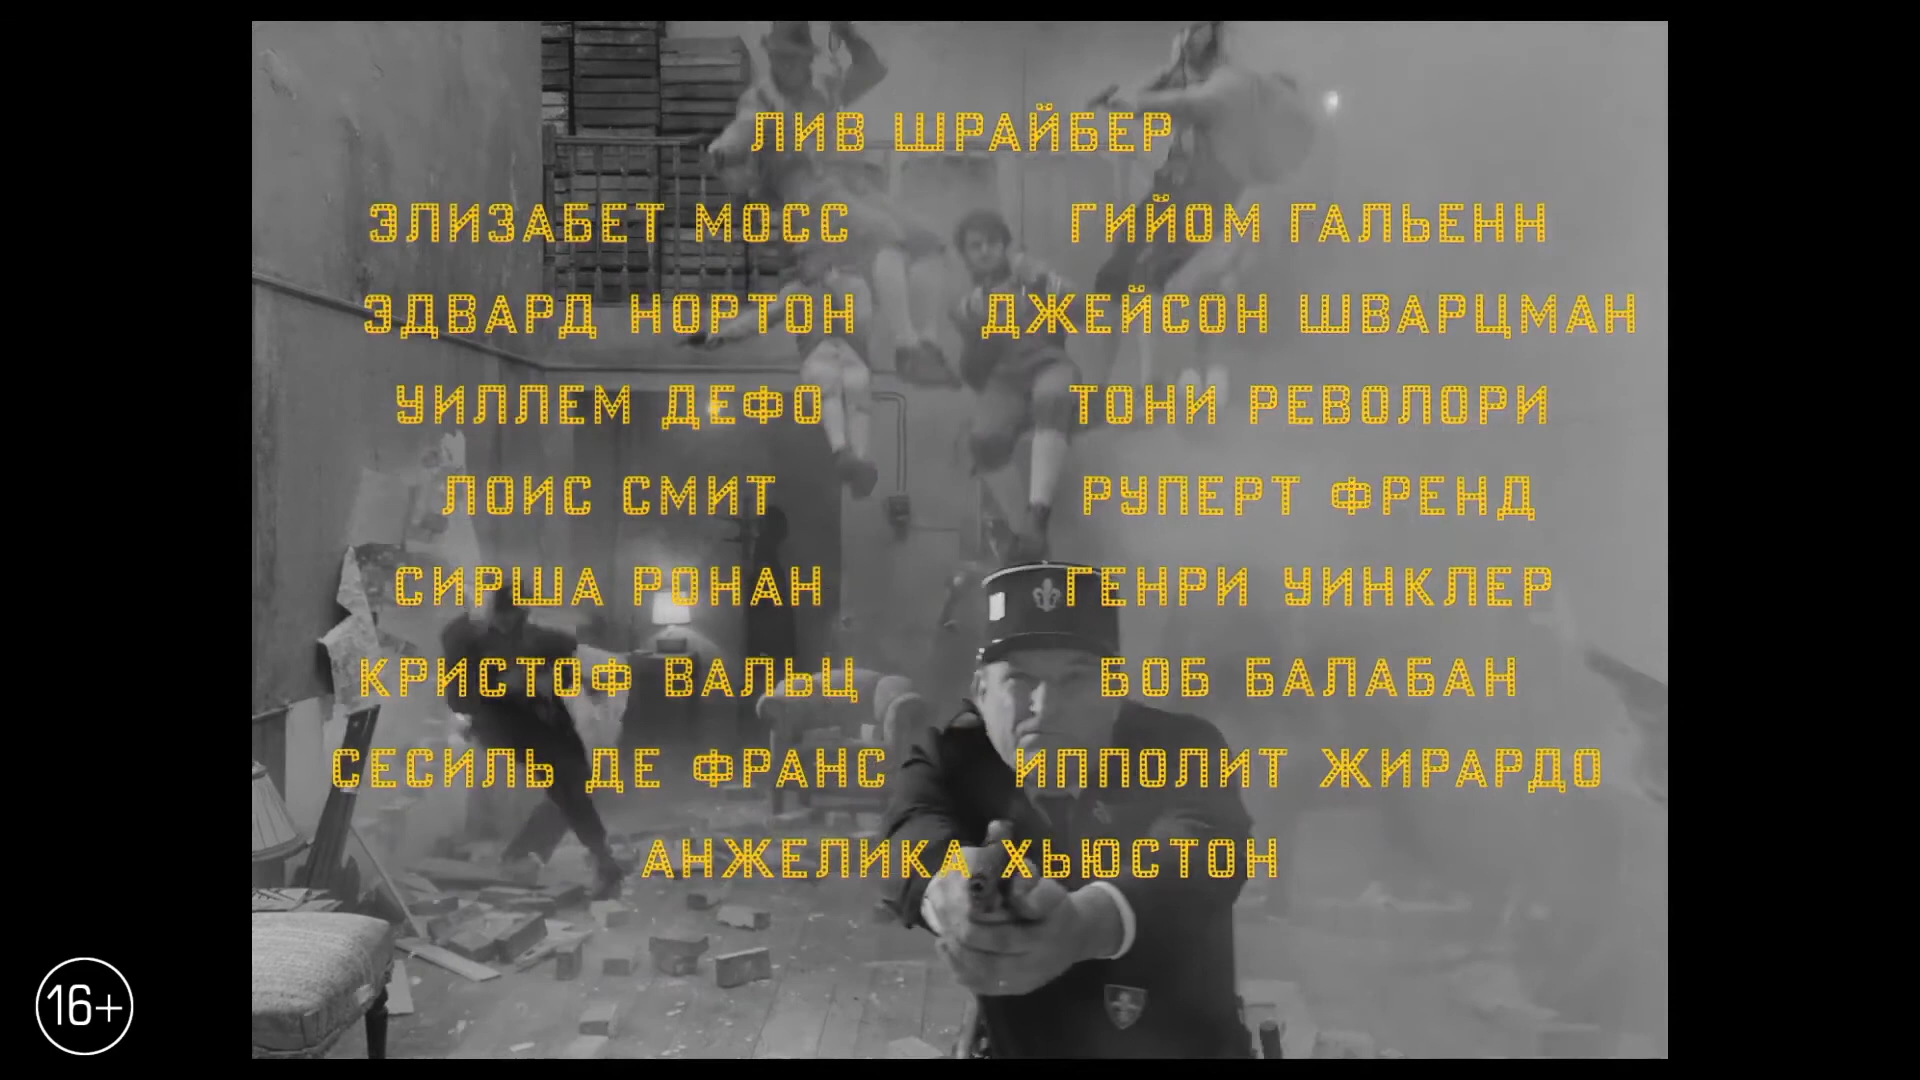 ЛИВ ШРАЙБЕР
ЭЛИЗАБЕТ МОСС ГИЙОМ ГАЛЬЕНН
ЭДВАРД НОРТОН ДЖЕЙСОН ШВАРЦМАН
УИЛЛЕМ ДЕФО ТОНИ РЕВОЛОРИ
ЛОИС СМИТ РУПЕРТ ФРЕНД
СИРША РОНАН ГЕНРИ УИНКЛЕР
КРИСТОФ ВАЛЬЦ БОБ БАЛАБАН
СЕСИЛЬ ДЕ ФРАНС ИППОЛИТ ЖИРАРДО
АНЖЕЛИКА ХЬЮСТОН
16+